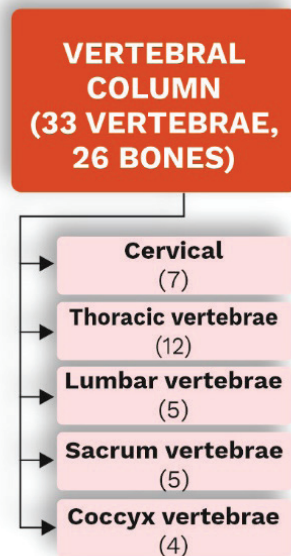 VERTEBRAL
COLUMN
(33 VERTEBRAE,
26 BONES)
Cervical
(7)
Thoracic vertebrae
(12)
Lumbar vertebrae
(5)
Sacrum vertebrae
(5)
Coccyx vertebrae
(4)